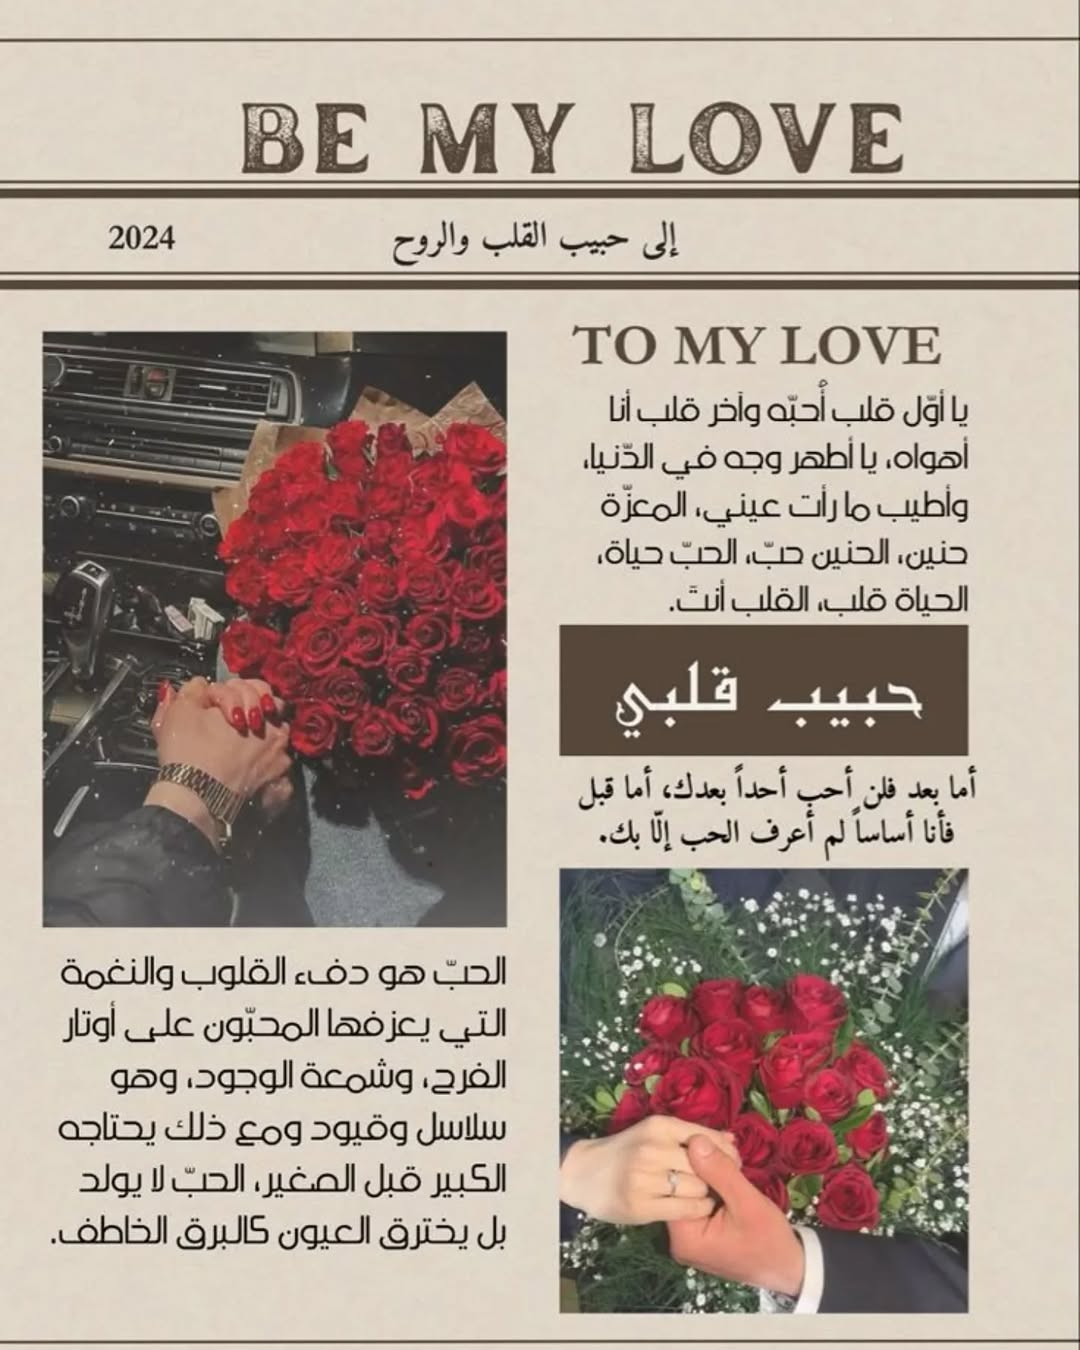 BE MY LOVE
إلى حبيب القلب والروح
2024
TO MY LOVE
يا أوّل قلب أُحبّه وآخر قلب أنا
أهواه، يا أطهر وجه في الدّنيا،
وأطيب ما رأت عيني، المعزّة
حنين، الحنين حبّ، الحبّ حياة،
الحياة قلب، القلب أنتَ.
حبيب قلبي
أما بعد فلن أحب أحداً بعدك، أما قبل
فأنا أساساً لم أعرف الحب إلّا بك.
الحبّ هو دفء القلوب والنغمة
التي يعزفها المحبّون على أوتار
الفرح، وشمعة الوجود، وهو
سلاسل وقيود ومع ذلك يحتاجه
الكبير قبل الصغير، الحبّ لا يولد
بل يخترق العيون كالبرق الخاطف.